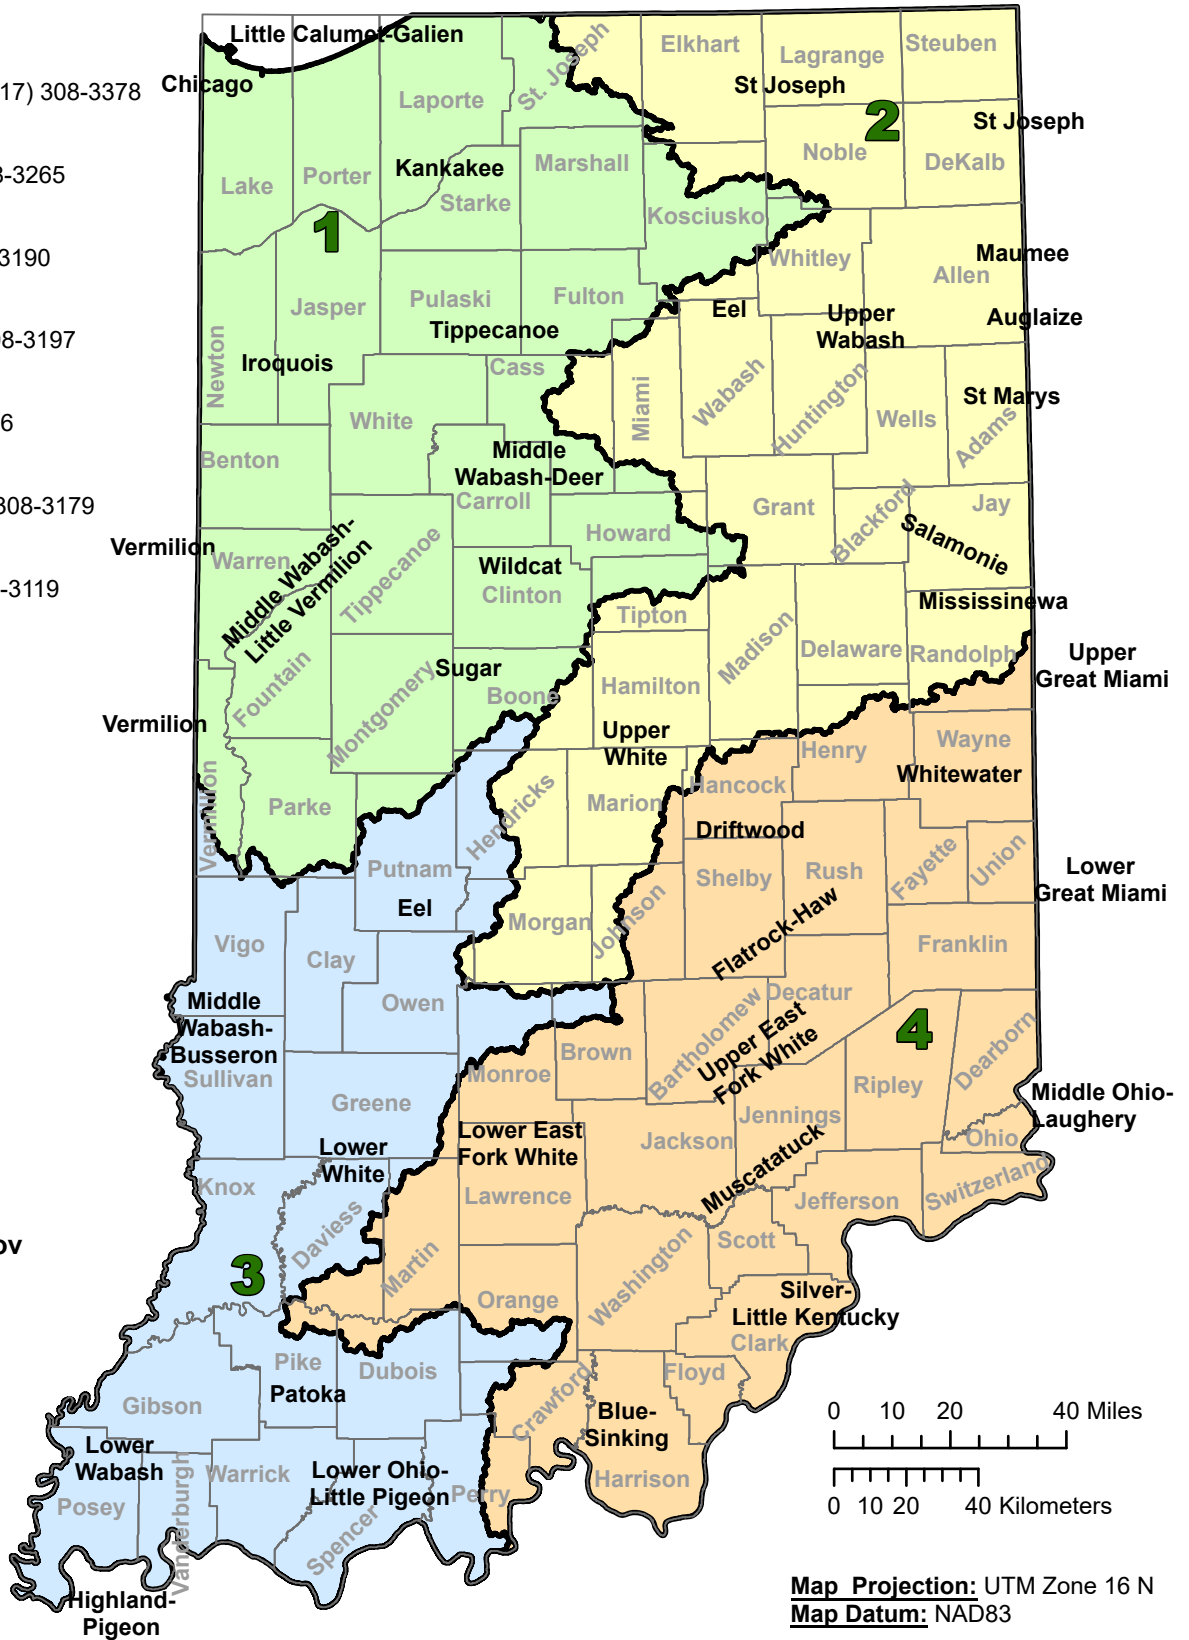 Little Calumet-Galien
Chicago
17) 308-3378
Laporte
St. Joseph
Elkhart
Lagrange
Steuben
St Joseph
2
St Joseph
Noble
DeKalb
3-3265
Lake
Porter
Kankakee
Starke
Marshall
Kosciusko
1
3190
Whitley
Maumee
Allen
Jasper
Pulaski
Fulton
Eel
Upper
Wabash
Auglaize
Tippecanoe
08-3197
Newton
Iroquois
Cass
White
Miami
Wabash
Huntington
Wells
St Marys
Adams
6
Benton
Middle
Wabash-Deer
Carroll
308-3179
Grant
Blackford
Jay
Salamonie
Vermilion
Warren
Middle Wabash-
Little Vermilion
Tippecanoe
Howard
Wildcat
Clinton
-3119
Tipton
Madison
Delaware
Mississinewa
Randolph
Upper
Great Miami
Fountain
Montgomery
Sugar
Boone
Hamilton
Vermilion
Upper
White
Henry
Wayne
Whitewater
Vermillion
Parke
Hendricks
Marion
Hancock
Driftwood
Putnam
Shelby
Rush
Fayette
Union
Lower
Great Miami
Eel
Morgan
Johnson
Flatrock-Haw
Franklin
Vigo
Clay
Owen
Middle
Wabash-
Busseron
Sullivan
Decatur
Bartholomew
Upper East
Fork White
4
Brown
Monroe
Dearborn
Ripley
Greene
Middle Ohio-
Laughery
Jennings
Ohio
Jackson
Lower
White
Lower East
Fork White
Muscatatuck
Knox
Lawrence
Jefferson
Switzerland
Daviess
Scott
ov
3
Martin
Washington
Orange
Silver-
Little Kentucky
Clark
Pike
Dubois
Floyd
Patoka
Gibson
Crawford
Blue-
Sinking
0 10 20 40 Miles
Lower
Wabash
Warrick
Lower Ohio-
Little Pigeon
Perry
Harrison
Posey
Vanderburgh
Spencer
0 10 20 40 Kilometers
Highland-
Pigeon
Map Projection: UTM Zone 16 N
Map Datum: NAD83